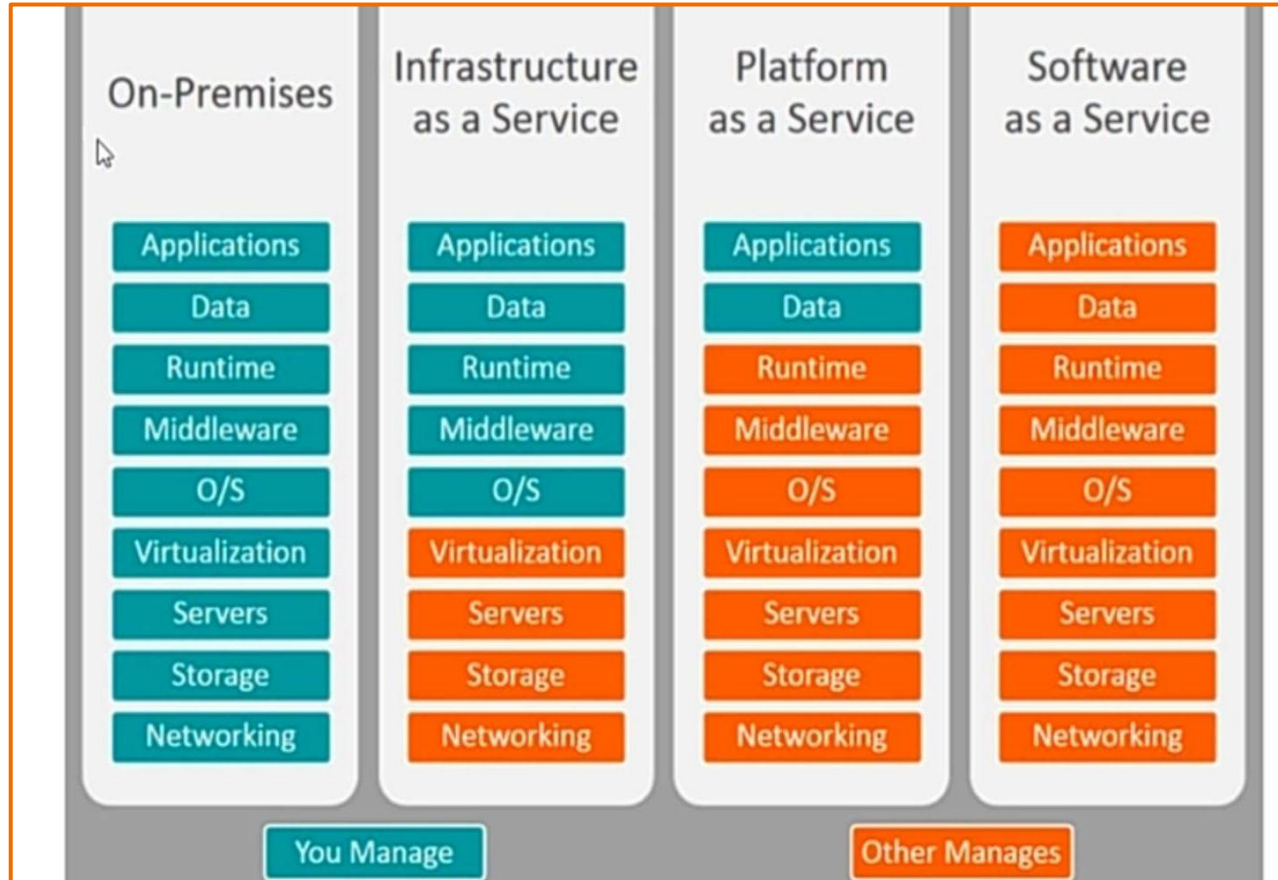 On-Premises
Applications
Data
Runtime
Middleware
O/S
Virtualization
Servers
Storage
Networking
Infrastructure
as a Service
Applications
Data
Runtime
Middleware
O/S
Virtualization
Servers
Storage
Networking
Platform
as a Service
Applications
Data
Runtime
Middleware
O/S
Virtualization
Servers
Storage
Networking
Software
as a Service
Applications
Data
Runtime
Middleware
O/S
Virtualization
Servers
Storage
Networking
You Manage
Other Manages